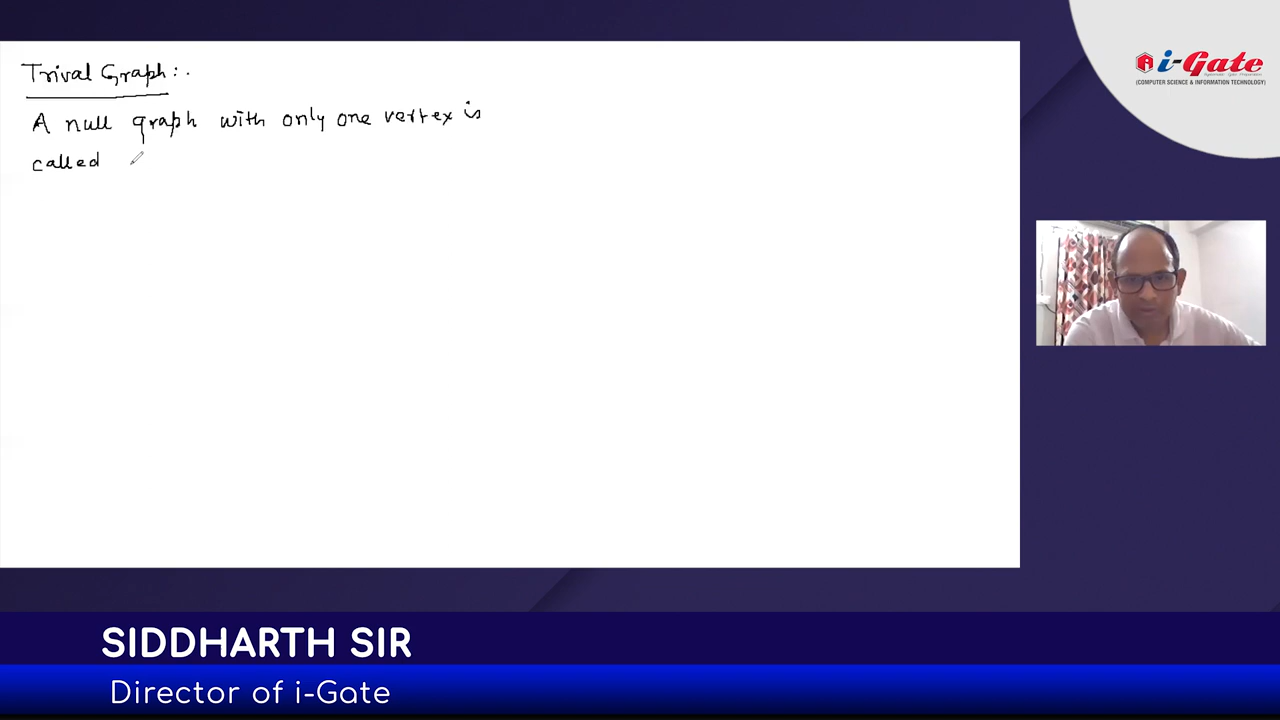 Trival Graph:.
A null graph with only one vertex is
called
i-Gate
(COMPUTER SCIENCE & INFORMATION TECHNOLOGY)
SIDDHARTH SIR
Director of i-Gate